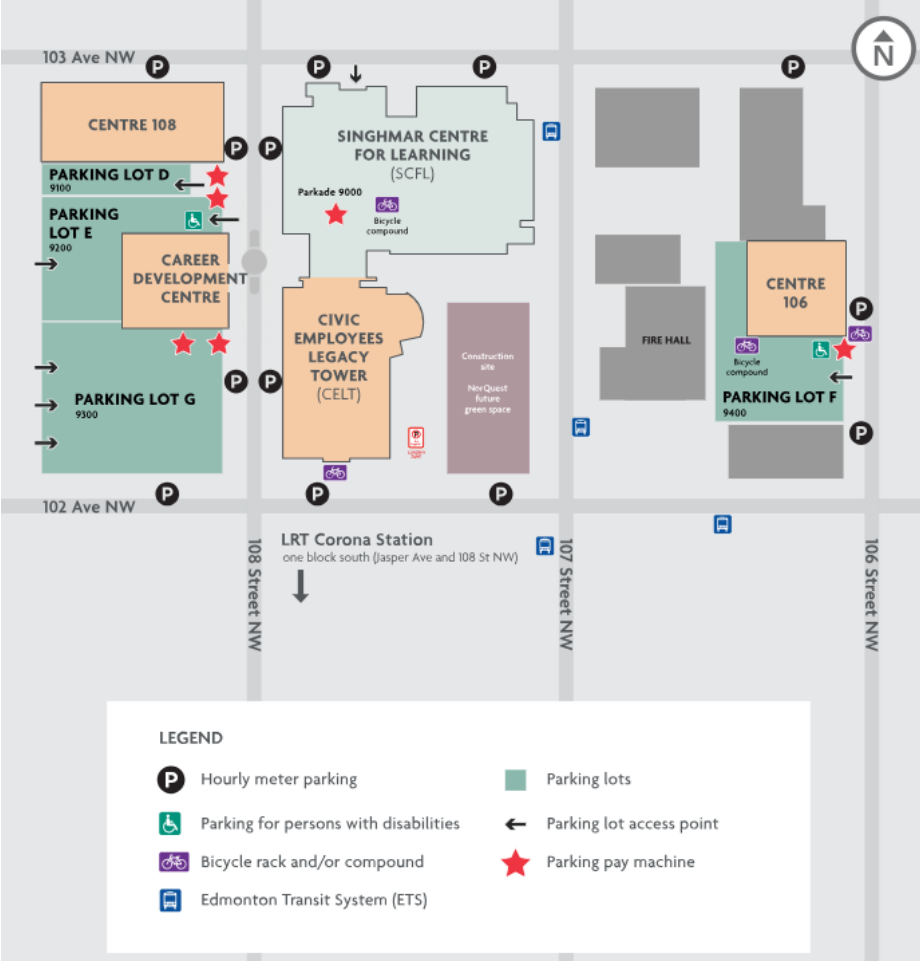 N
103 Ave NW
P
P
P
P
CENTRE 108
P
P
SINGHMAR CENTRE
FOR LEARNING
(SCFL)
PARKING LOT D
9100
Parkade 9000
Bicycle
compound
PARKING
LOT E
9200
CAREER
DEVELOPMENT
CENTRE
CENTRE
106
P
CIVIC
EMPLOYEES
LEGACY
TOWER
(CELT)
Construction
site
NorQuest
future
green space
FIRE HALL
Bicycle
compound
P
P
PARKING LOT G
9300
PARKING LOT F
9400
P
P
P
P
P
102 Ave NW
LRT Corona Station
one block south (Jasper Ave and 108 St NW)
108 Street NW
107 Street NW
106 Street NW
LEGEND
P Hourly meter parking
Parking lots
Parking for persons with disabilities
Parking lot access point
Bicycle rack and/or compound
Parking pay machine
Edmonton Transit System (ETS)